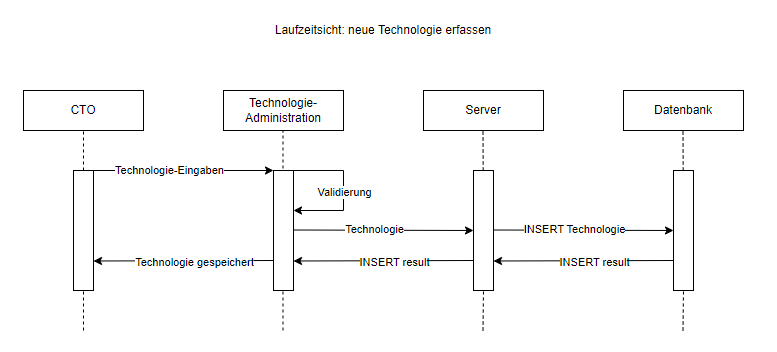 Laufzeitsicht: neue Technologie erfassen
CTO
Technologie-
Administration
Server
Datenbank
Technologie-Eingaben
Validierung
Technologie
INSERT Technologie
Technologie gespeichert
INSERT result
INSERT result